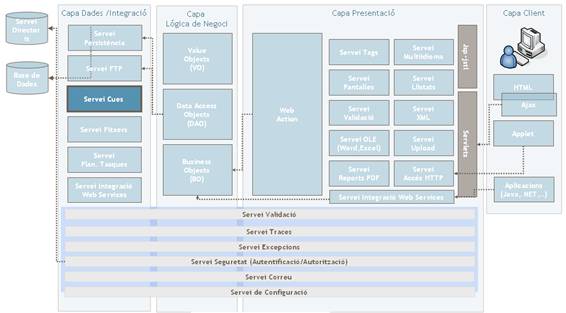 Capa Dades /Integració
Capa
Lógica de Negoci
Capa Presentació
Capa Client
Servei
Directori
s
Base de
Dades
Servei
Persistència
Servei FTP
Servei Cues
Servei Fitxers
Servei
Plan. Tasques
Servei Integració
Web Services
Value
Objects
(VO)
Data Access
Objects
(DAO)
Business
Objects
(BO)
Web
Action
Servei Tags
Servei
Multiidioma
Servei
Pantalles
Servei
Llistats
Servei
Validació
Servei
XML
Servei OLE
(Word,Excel)
Servei
Upload
Servei
Reports PDF
Servei
Accés HTTP
Servei Integració Web Services
Jsp-jstl
Servlets
HTML
Ajax
Applet
Aplicacions
(Java, NET,..)
Servei Validació
Servei Traces
Servei Excepcions
Servei Seguretat (Autentificació/Autorització)
Servei Correu
Servei de Configuració